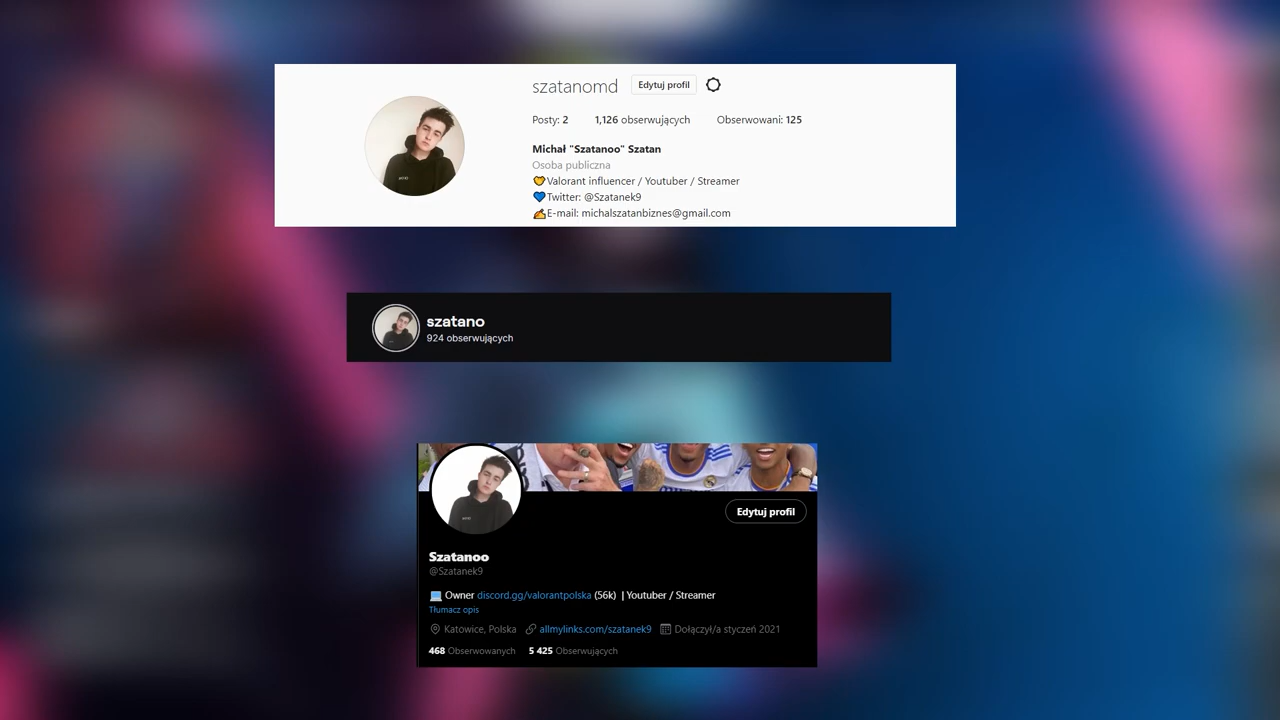 szatanomd Edytuj profil
Posty: 2 1,126 obserwujących Obserwowani: 125
Michał "Szatanoo" Szatan
Osoba publiczna
💛Valorant influencer / Youtuber / Streamer
💙Twitter: @Szatanek9
✍E-mail: michalszatanbiznes@gmail.com
szatano
924 obserwujących
Edytuj profil
Szatanoo
@Szatanek9
💻 Owner discord.gg/valorantpolska (56k) | Youtuber / Streamer
Tłumacz opis
Katowice, Polska allmylinks.com/szatanek9 Dołączył/a styczeń 2021
468 Obserwowanych 5 425 Obserwujących